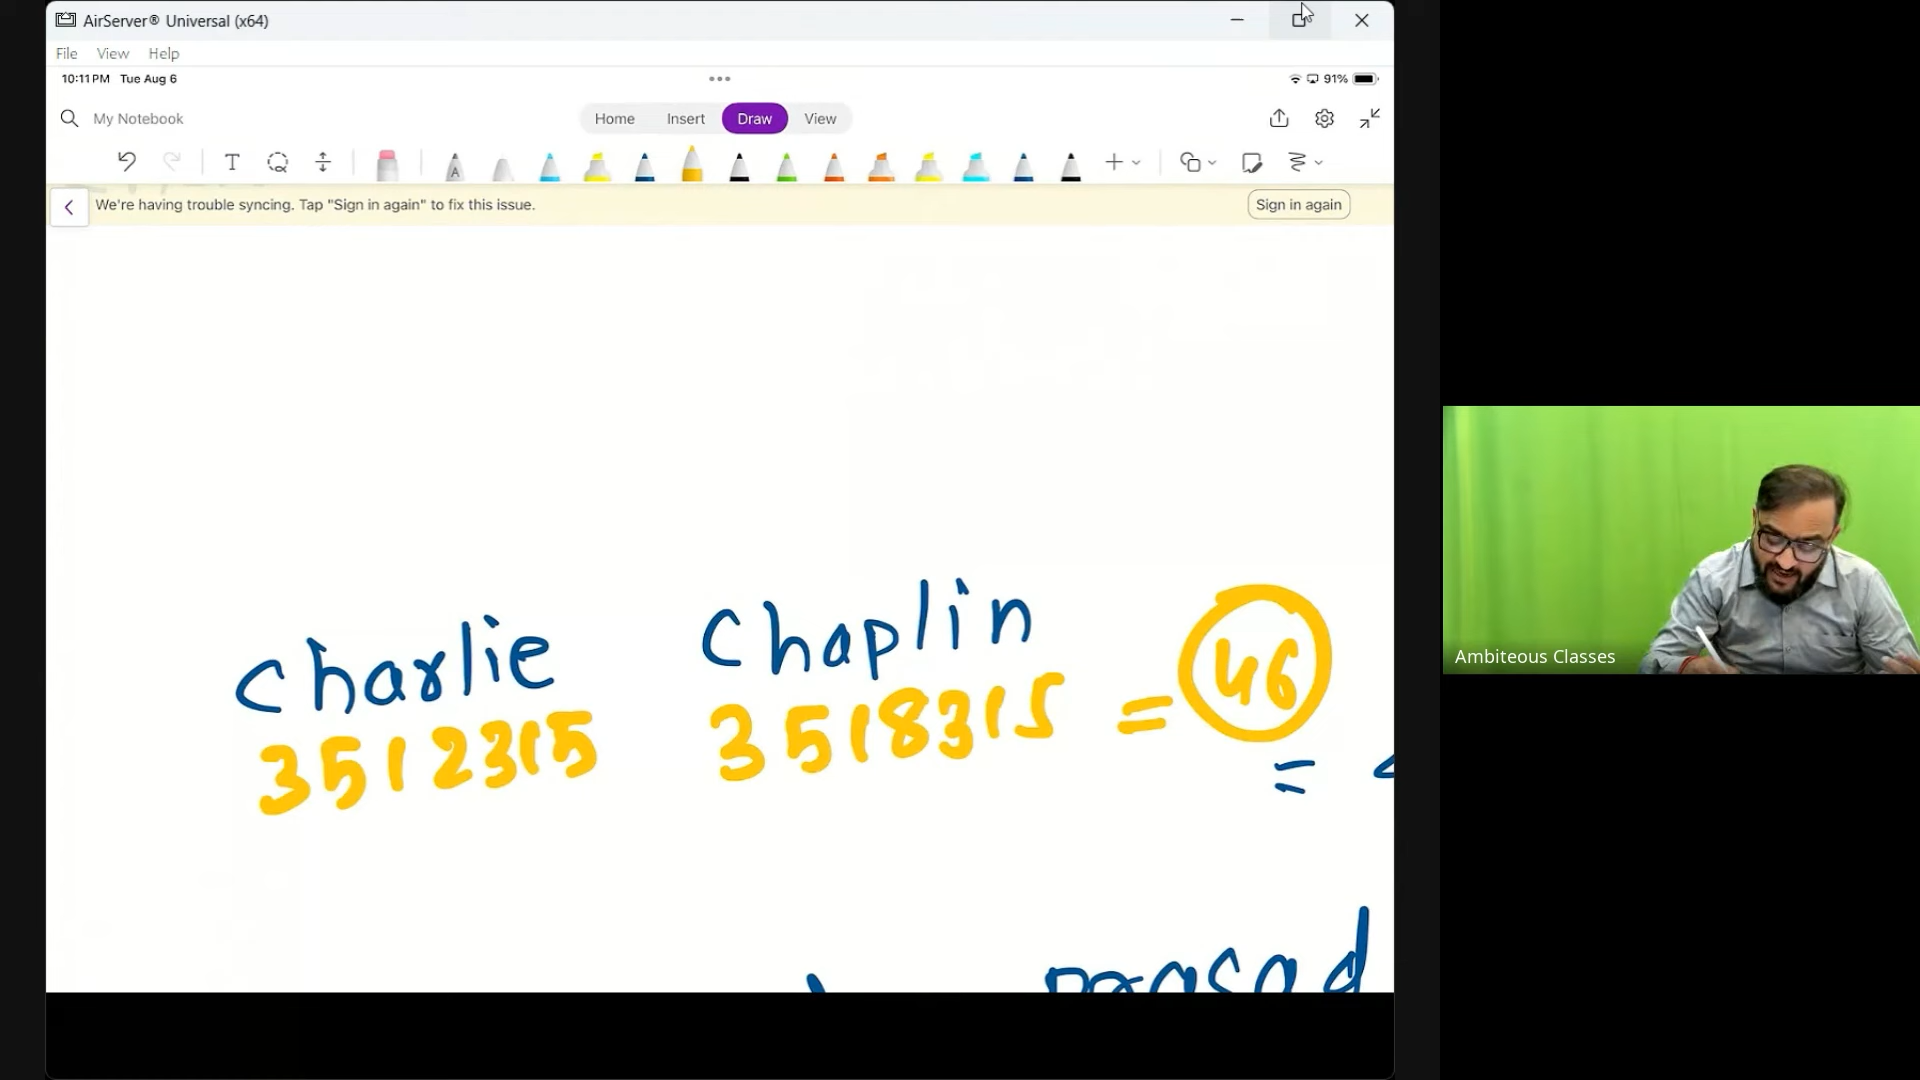 AirServer® Universal (x64)
File View Help
10:11 PM Tue Aug 6
91%
My Notebook
Home Insert Draw View
T
A
We're having trouble syncing. Tap "Sign in again" to fix this issue.
Sign in again
Charlie Chaplin = 46
3512315 3518315
=
prasad
Ambiteous Classes